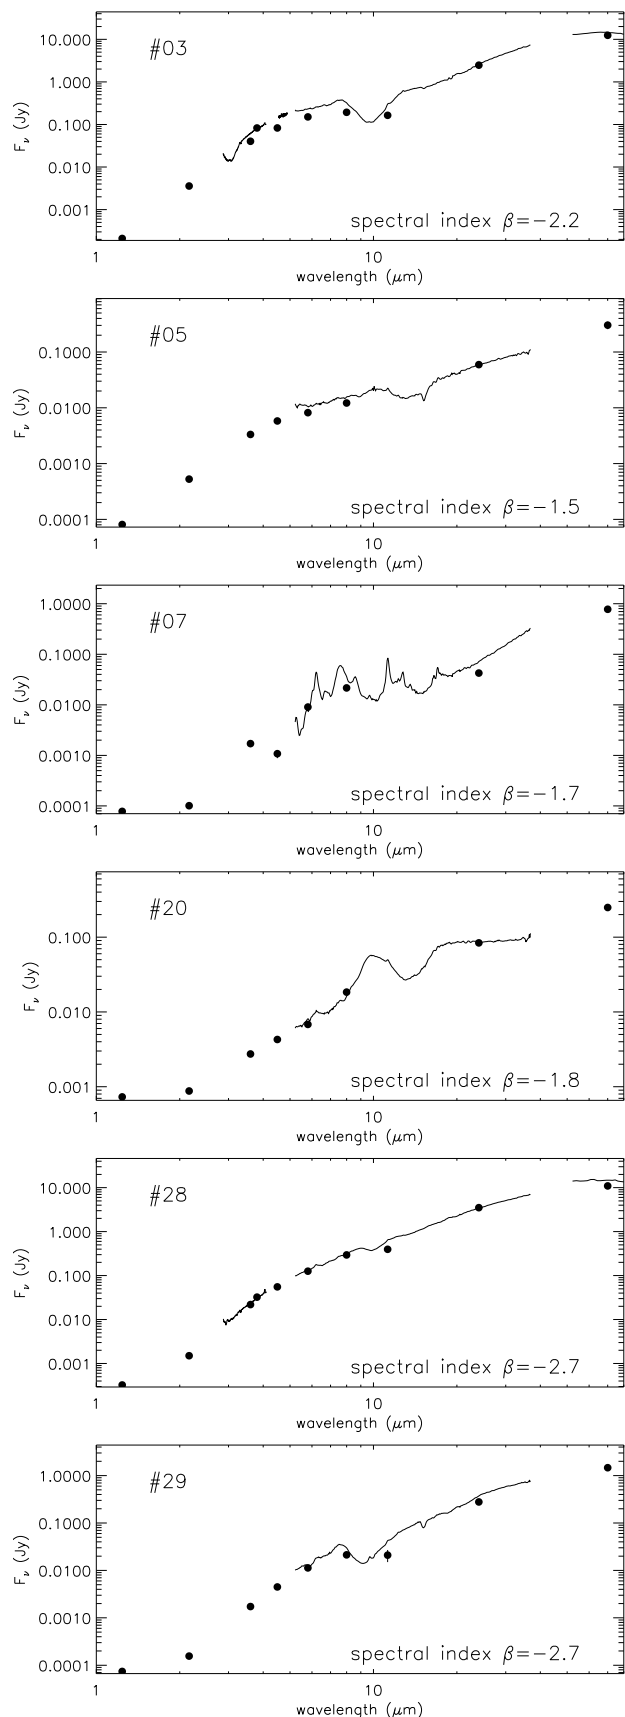 #03
10.000
1.000
0.100
0.010
0.001
F_ν (Jy)
spectral index β=−2.2
1 10
wavelength (μm)
#05
0.1000
0.0100
0.0010
0.0001
F_ν (Jy)
spectral index β=−1.5
1 10
wavelength (μm)
#07
1.0000
0.1000
0.0100
0.0010
0.0001
F_ν (Jy)
spectral index β=−1.7
1 10
wavelength (μm)
#20
0.100
0.010
0.001
F_ν (Jy)
spectral index β=−1.8
1 10
wavelength (μm)
#28
10.000
1.000
0.100
0.010
0.001
F_ν (Jy)
spectral index β=−2.7
1 10
wavelength (μm)
#29
1.0000
0.1000
0.0100
0.0010
0.0001
F_ν (Jy)
spectral index β=−2.7
1 10
wavelength (μm)